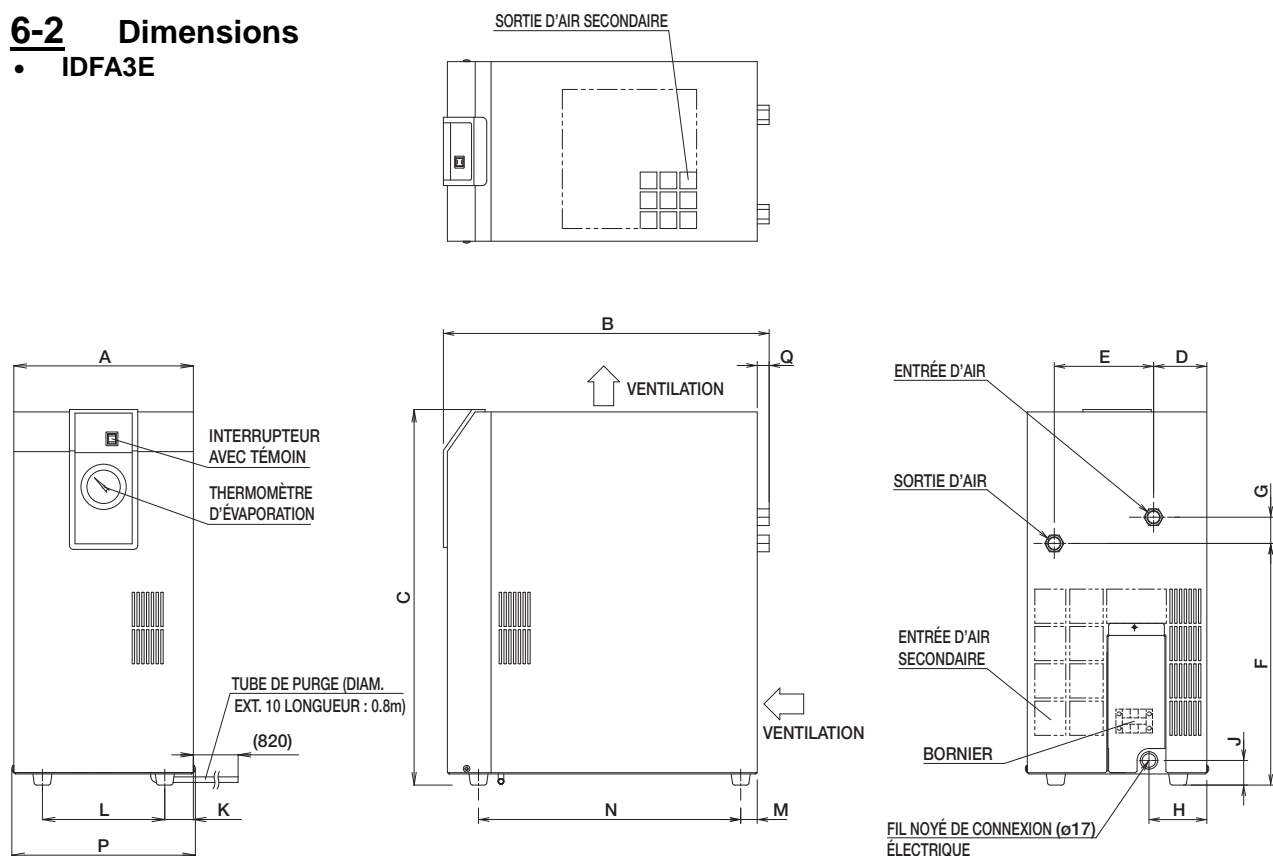 6-2 Dimensions
• IDFA3E
SORTIE D'AIR SECONDAIRE
A
INTERRUPTEUR
AVEC TÉMOIN
THERMOMÈTRE
D'ÉVAPORATION
TUBE DE PURGE (DIAM.
EXT. 10 LONGUEUR : 0.8m)
(820)
L
K
P
B
Q
VENTILATION
C
VENTILATION
N
M
E
D
ENTRÉE D'AIR
SORTIE D'AIR
G
ENTRÉE D'AIR
SECONDAIRE
F
BORNIER
J
H
FIL NOYÉ DE CONNEXION (ø17)
ÉLECTRIQUE